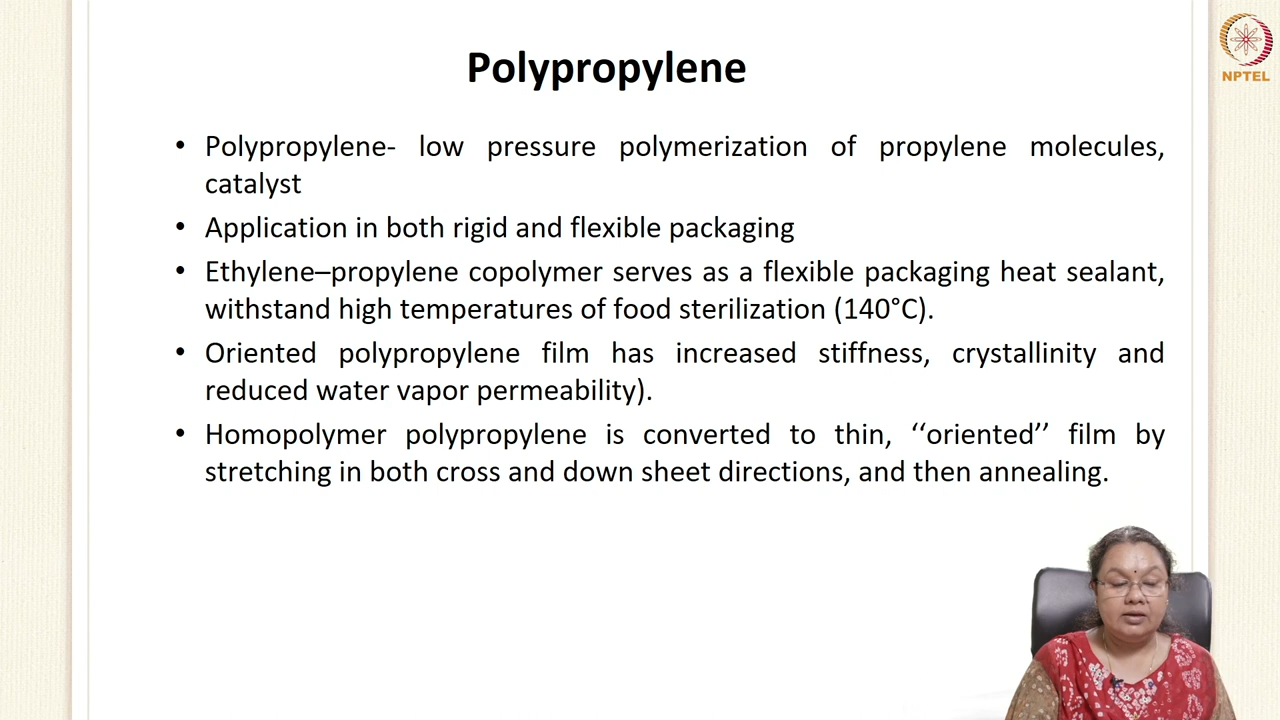 Polypropylene
NPTEL
• Polypropylene- low pressure polymerization of propylene molecules,
catalyst
• Application in both rigid and flexible packaging
• Ethylene–propylene copolymer serves as a flexible packaging heat sealant,
withstand high temperatures of food sterilization (140°C).
• Oriented polypropylene film has increased stiffness, crystallinity and
reduced water vapor permeability).
• Homopolymer polypropylene is converted to thin, ‘‘oriented’’ film by
stretching in both cross and down sheet directions, and then annealing.